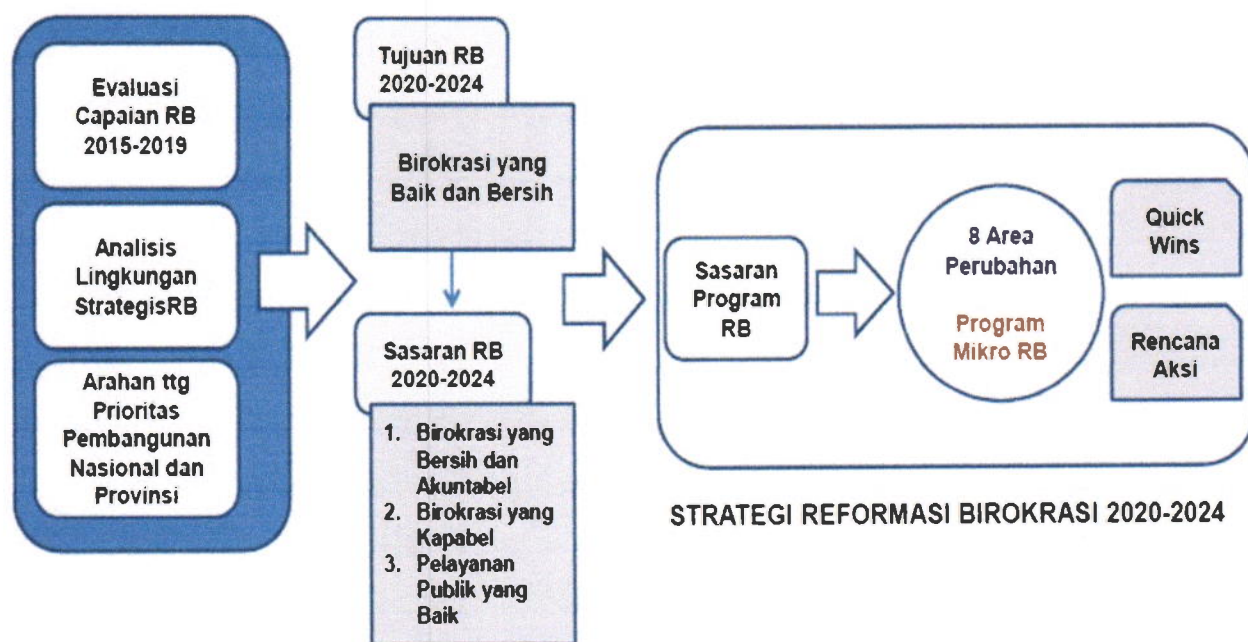 Evaluasi
Capaian RB
2015-2019
Analisis
Lingkungan
StrategisRB
Arahan ttg
Prioritas
Pembangunan
Nasional dan
Provinsi
Tujuan RB
2020-2024
Birokrasi yang
Baik dan Bersih
Sasaran RB
2020-2024
1. Birokrasi yang
Bersih dan
Akuntabel
2. Birokrasi yang
Kapabel
3. Pelayanan
Publik yang
Baik
Sasaran
Program
RB
8 Area
Perubahan
Program
Mikro RB
Quick
Wins
Rencana
Aksi
STRATEGI REFORMASI BIROKRASI 2020-2024